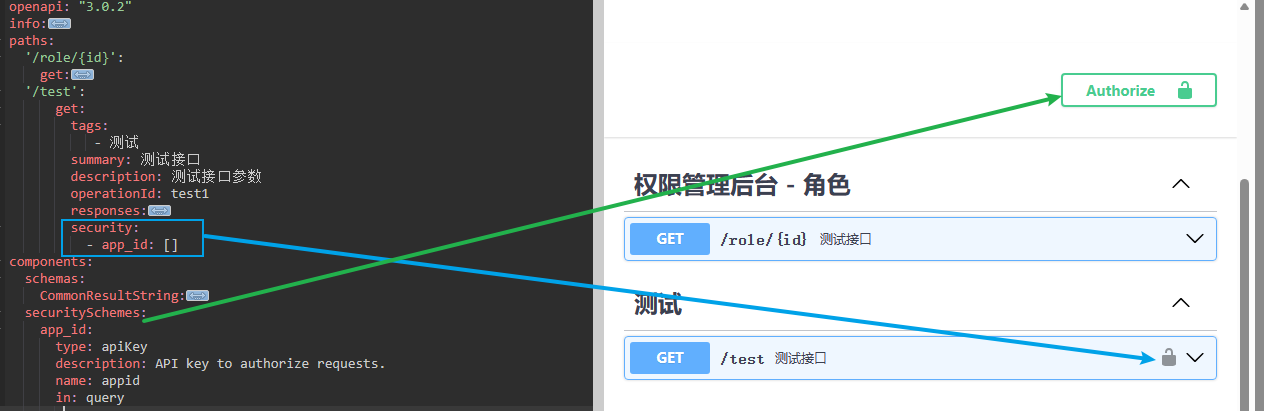 openapi: "3.0.2"
info:
paths:
'/role/{id}':
get:
'/test':
get:
tags:
- 测试
summary: 测试接口
description: 测试接口参数
operationId: test1
responses:
security:
- app_id: []
components:
schemas:
CommonResultString:
securitySchemes:
app_id:
type: apiKey
description: API key to authorize requests.
name: appid
in: query
Authorize
权限管理后台 - 角色
GET /role/{id} 测试接口
测试
GET /test 测试接口